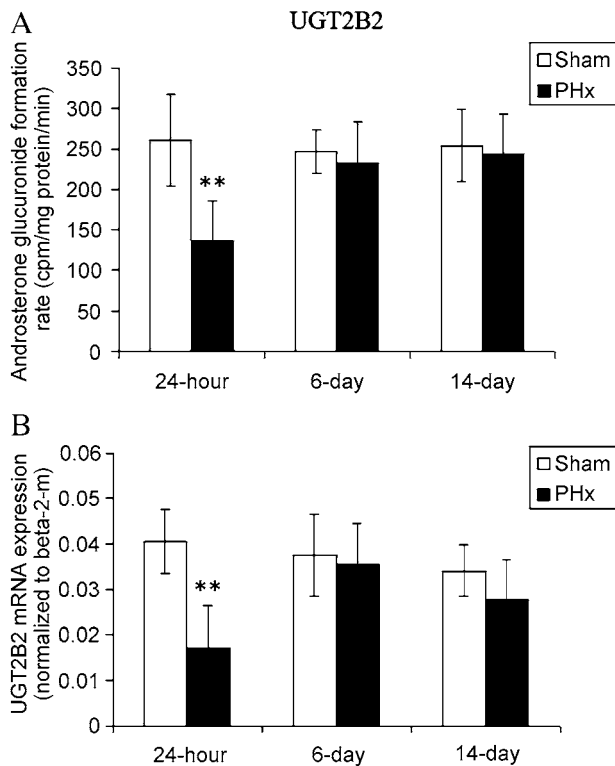 A
UGT2B2
Sham
PHx
Androsterone glucuronide formation
rate (cpm/mg protein/min)
350
300
250
200
150
100
50
0
**
24-hour
6-day
14-day
B
Sham
PHx
UGT2B2 mRNA expression
(normalized to beta-2-m)
0.06
0.05
0.04
0.03
0.02
0.01
0
**
24-hour
6-day
14-day